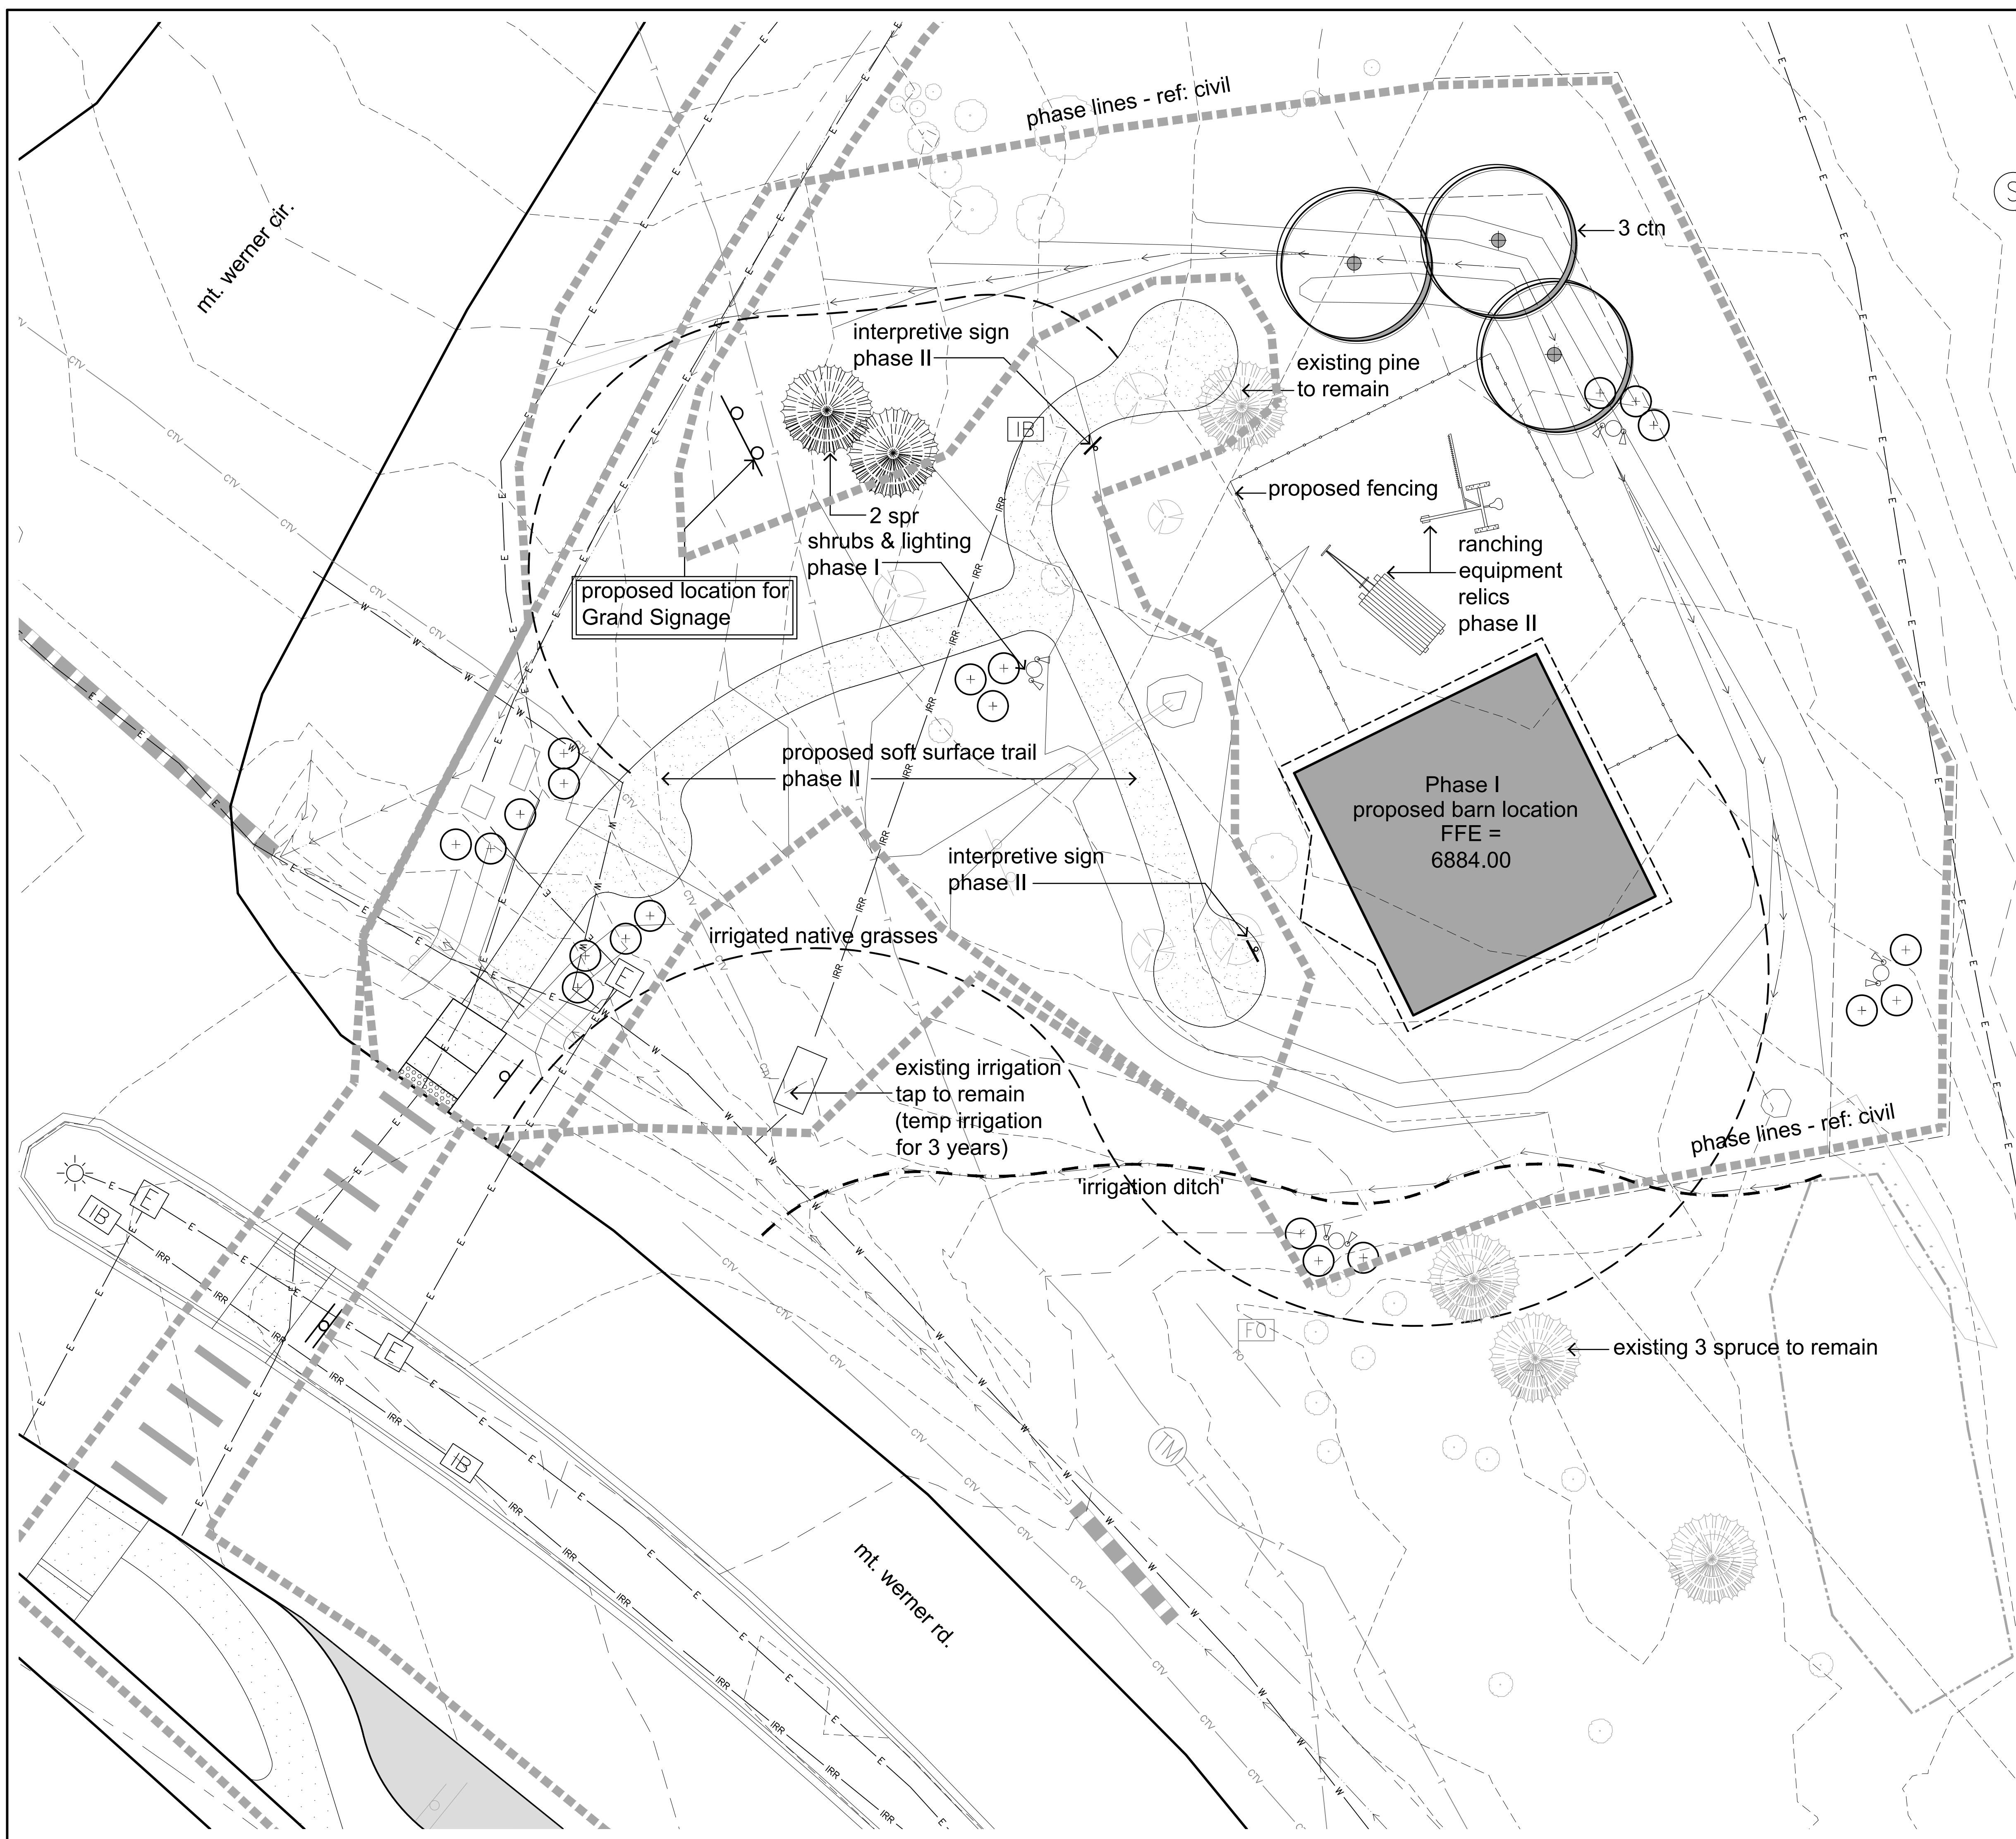 phase lines - ref: civil
mt. werner cir.
3 ctn
interpretive sign
phase II
existing pine
to remain
IB
proposed fencing
2 spr
shrubs & lighting
phase I
ranching
equipment
relics
phase II
proposed location for
Grand Signage
proposed soft surface trail
phase II
Phase I
proposed barn location
FFE =
6884.00
interpretive sign
phase II
irrigated native grasses
E
existing irrigation
tap to remain
(temp irrigation
for 3 years)
phase lines - ref: civil
'irrigation ditch'
E
IB
FO
E
existing 3 spruce to remain
TM
IB
mt. werner rd.
S
CTV
IRR
W
E
T
FO